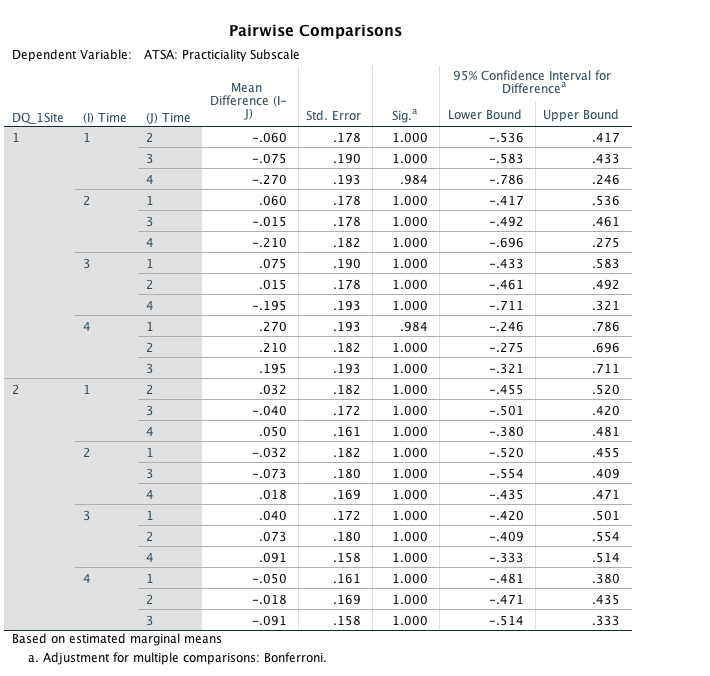 Pairwise Comparisons
Dependent Variable: ATSA: Practiciality Subscale
95% Confidence Interval for
Differenceᵃ
Mean
Difference (I-
J)
DQ_1Site (I) Time (J) Time Std. Error Sig.ᵃ Lower Bound Upper Bound
1 1 2 -.060 .178 1.000 -.536 .417
3 -.075 .190 1.000 -.583 .433
4 -.270 .193 .984 -.786 .246
2 1 .060 .178 1.000 -.417 .536
3 -.015 .178 1.000 -.492 .461
4 -.210 .182 1.000 -.696 .275
3 1 .075 .190 1.000 -.433 .583
2 .015 .178 1.000 -.461 .492
4 -.195 .193 1.000 -.711 .321
4 1 .270 .193 .984 -.246 .786
2 .210 .182 1.000 -.275 .696
3 .195 .193 1.000 -.321 .711
2 1 2 .032 .182 1.000 -.455 .520
3 -.040 .172 1.000 -.501 .420
4 .050 .161 1.000 -.380 .481
2 1 -.032 .182 1.000 -.520 .455
3 -.073 .180 1.000 -.554 .409
4 .018 .169 1.000 -.435 .471
3 1 .040 .172 1.000 -.420 .501
2 .073 .180 1.000 -.409 .554
4 .091 .158 1.000 -.333 .514
4 1 -.050 .161 1.000 -.481 .380
2 -.018 .169 1.000 -.471 .435
3 -.091 .158 1.000 -.514 .333
Based on estimated marginal means
a. Adjustment for multiple comparisons: Bonferroni.